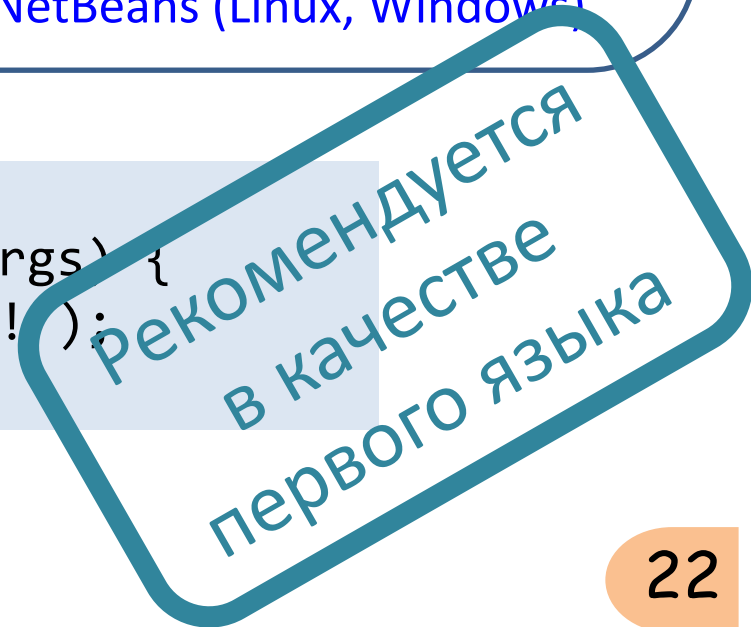 NetBeans (Linux, Windows)
rgs) {
! );
Рекомендуется
в качестве
первого языка
22